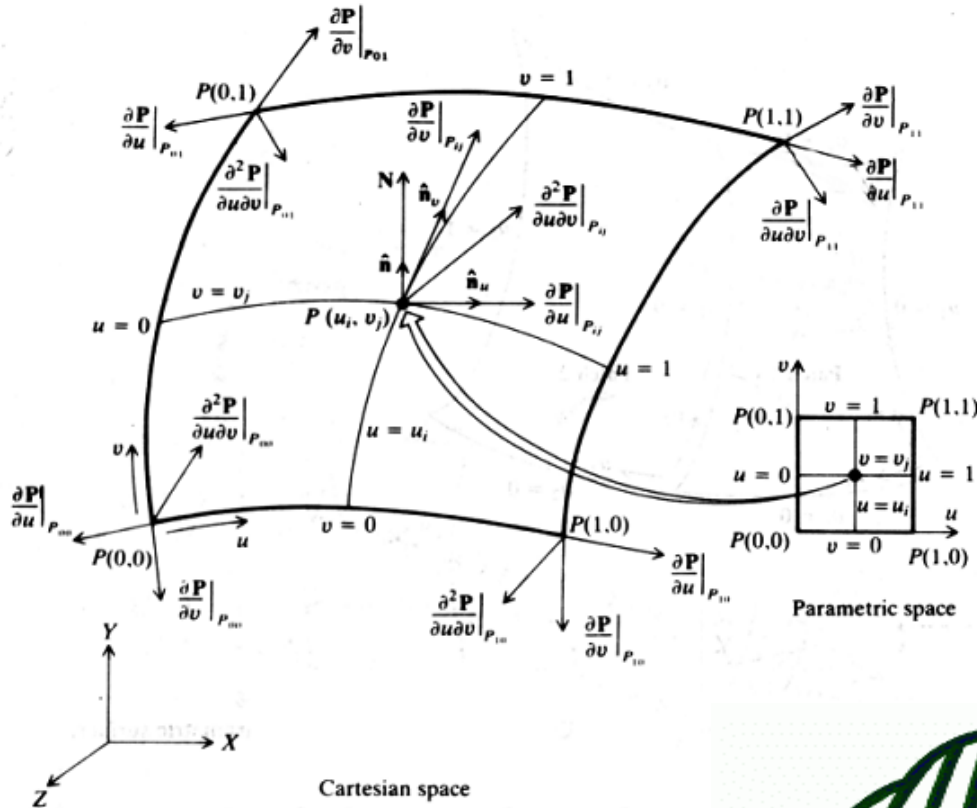 ∂P/∂v|P₀₁
P(0,1)
v = 1
∂P/∂u|P₀₁
∂P/∂v|Pᵢⱼ
P(1,1)
∂P/∂v|P₁₁
∂²P/∂u∂v|P₀₁
N
n̂ᵥ
∂²P/∂u∂v|Pᵢⱼ
∂P/∂u|P₁₁
∂P/∂u∂v|P₁₁
n̂
n̂ᵤ
v = vⱼ
∂P/∂u|Pᵢⱼ
u = 0
P (uᵢ, vⱼ)
u = 1
∂²P/∂u∂v|P₀₀
u = uᵢ
v
∂P/∂u|P₀₀
u
v = 0
P(0,0)
P(1,0)
∂P/∂v|P₀₀
∂²P/∂u∂v|P₁₀
∂P/∂u|P₁₀
∂P/∂v|P₁₀
v
P(0,1) v = 1 P(1,1)
v = vⱼ
u = 0 u = 1
u = uᵢ
u
P(0,0) v = 0 P(1,0)
Parametric space
Y
X
Z
Cartesian space